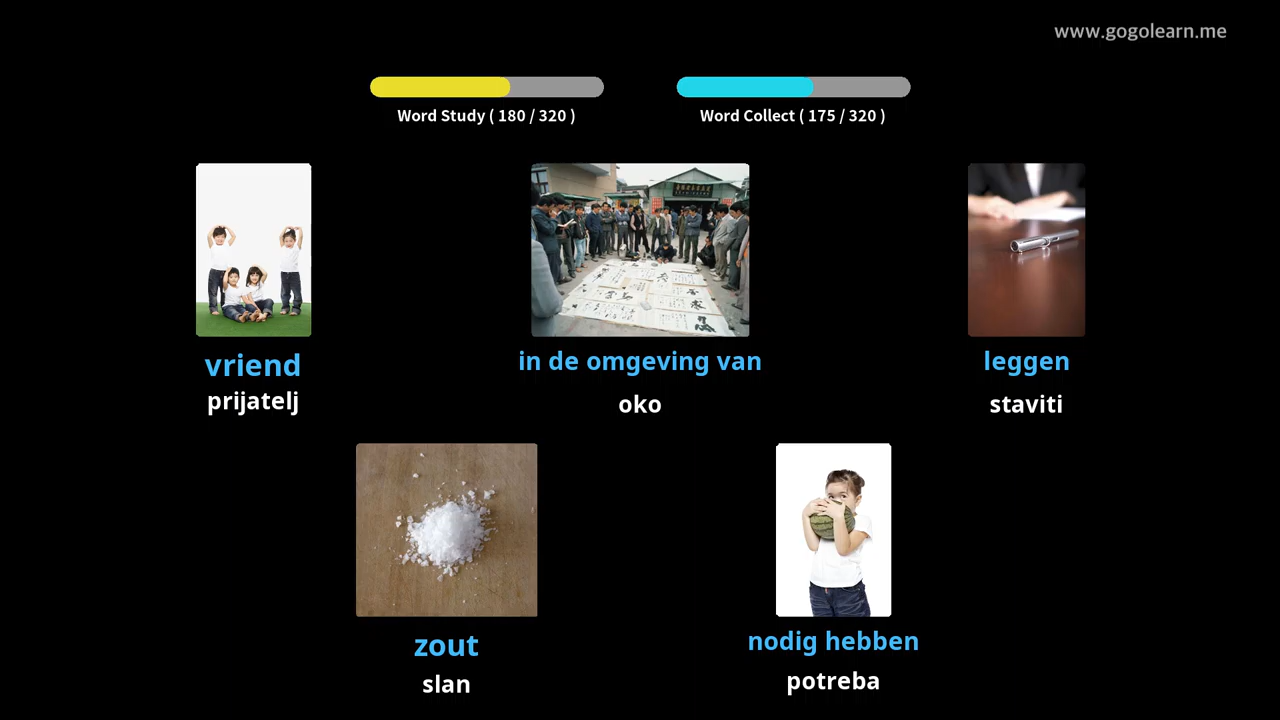 www.gogolearn.me
Word Study ( 180 / 320 )
Word Collect ( 175 / 320 )
vriend
prijatelj
in de omgeving van
oko
leggen
staviti
zout
slan
nodig hebben
potreba